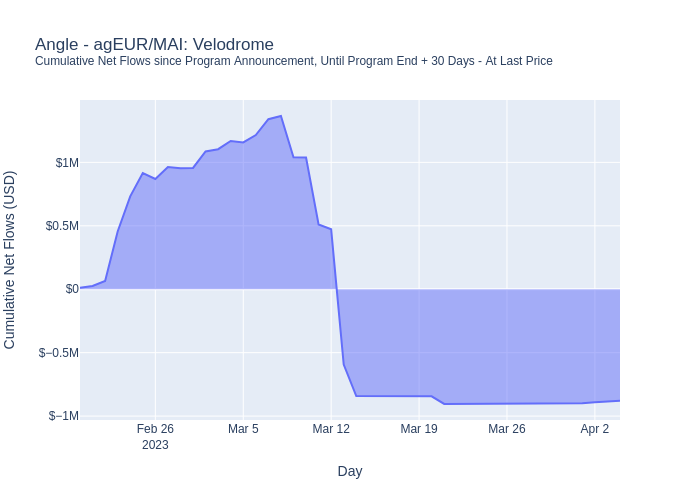 Angle - agEUR/MAI: Velodrome
Cumulative Net Flows since Program Announcement, Until Program End + 30 Days - At Last Price
Cumulative Net Flows (USD)
$1M
$0.5M
$0
$−0.5M
$−1M
Feb 26
2023
Mar 5
Mar 12
Mar 19
Mar 26
Apr 2
Day